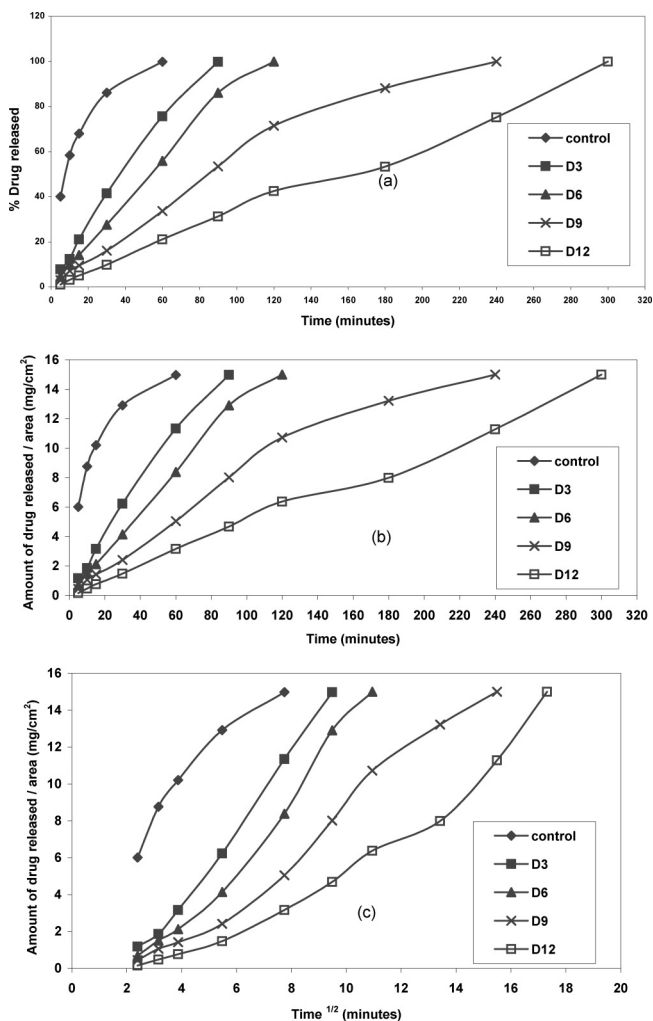 120
100
80
60
40
20
0
% Drug released
0 20 40 60 80 100 120 140 160 180 200 220 240 260 280 300 320
Time (minutes)
(a)
control
D3
D6
D9
D12
16
14
12
10
8
6
4
2
0
Amount of drug released / area (mg/cm²)
0 20 40 60 80 100 120 140 160 180 200 220 240 260 280 300 320
Time (minutes)
(b)
control
D3
D6
D9
D12
16
14
12
10
8
6
4
2
0
Amount of drug released / area (mg/cm²)
0 2 4 6 8 10 12 14 16 18 20
Time ¹/² (minutes)
(c)
control
D3
D6
D9
D12